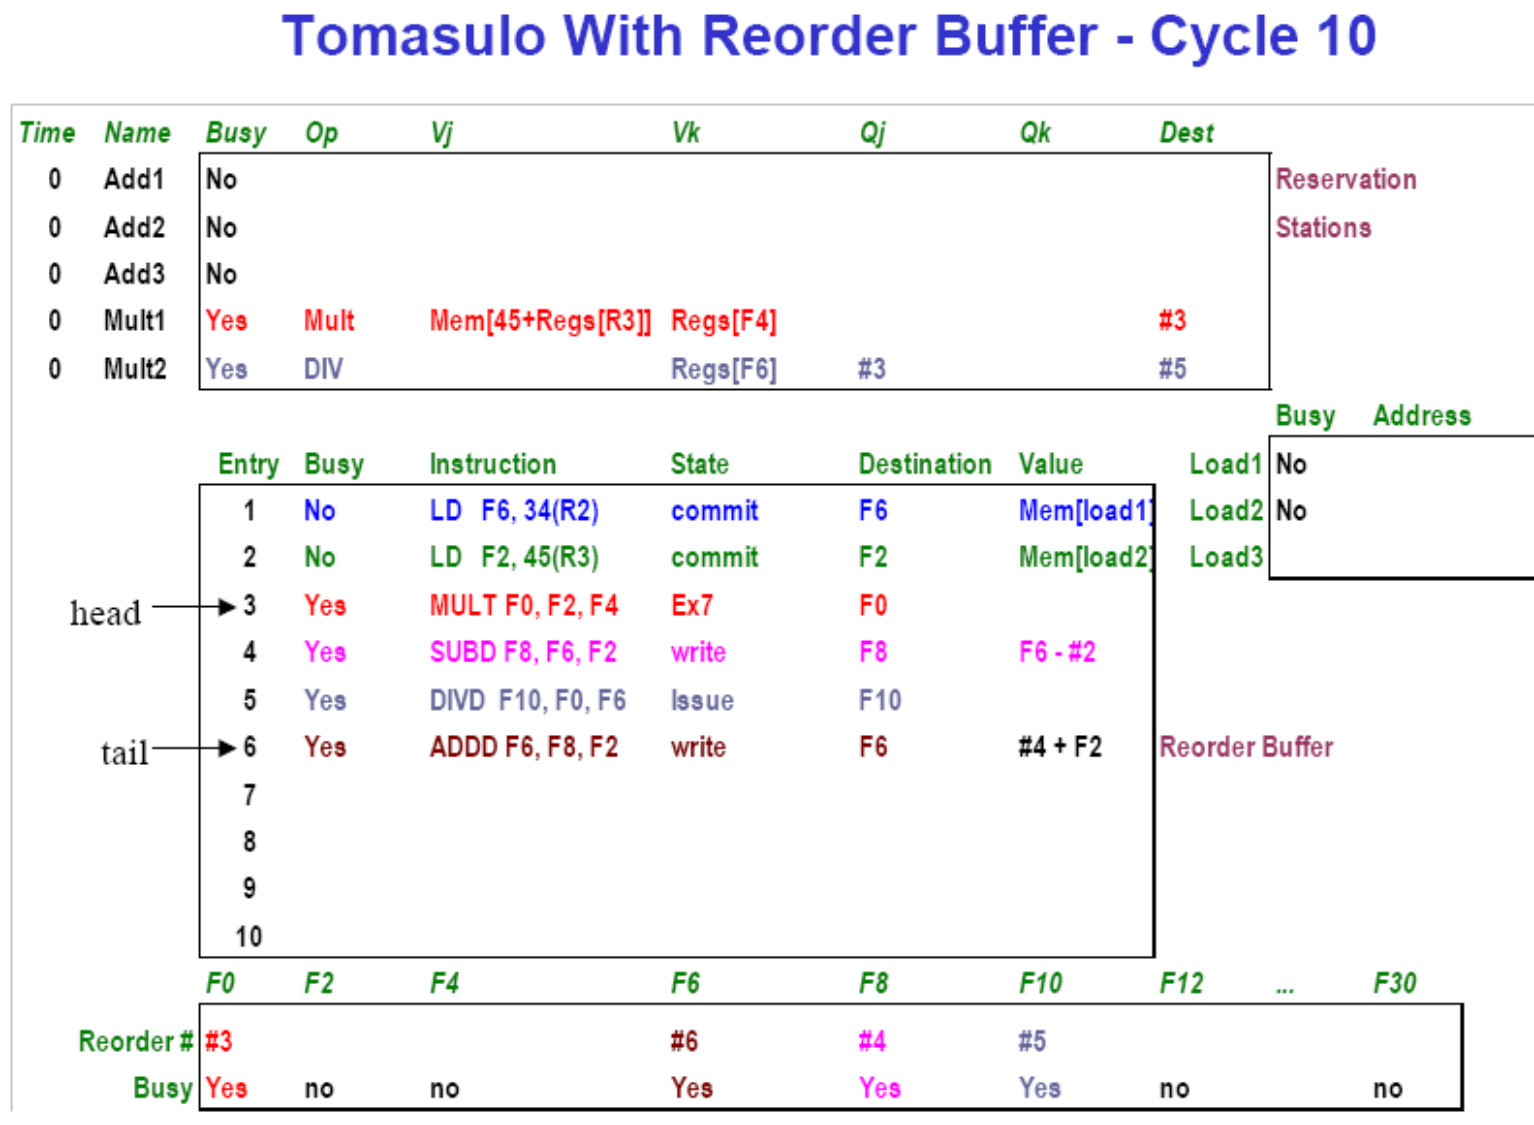 Tomasulo With Reorder Buffer - Cycle 10
Time Name Busy Op Vj Vk Qj Qk Dest
0 Add1 No Reservation
0 Add2 No Stations
0 Add3 No
0 Mult1 Yes Mult Mem[45+Regs[R3]] Regs[F4] #3
0 Mult2 Yes DIV Regs[F6] #3 #5
Busy Address
Entry Busy Instruction State Destination Value Load1 No
1 No LD F6, 34(R2) commit F6 Mem[load1] Load2 No
2 No LD F2, 45(R3) commit F2 Mem[load2] Load3
head 3 Yes MULT F0, F2, F4 Ex7 F0
4 Yes SUBD F8, F6, F2 write F8 F6 - #2
5 Yes DIVD F10, F0, F6 Issue F10
tail 6 Yes ADDD F6, F8, F2 write F6 #4 + F2 Reorder Buffer
7
8
9
10
F0 F2 F4 F6 F8 F10 F12 ... F30
Reorder # #3 #6 #4 #5
Busy Yes no no Yes Yes Yes no no